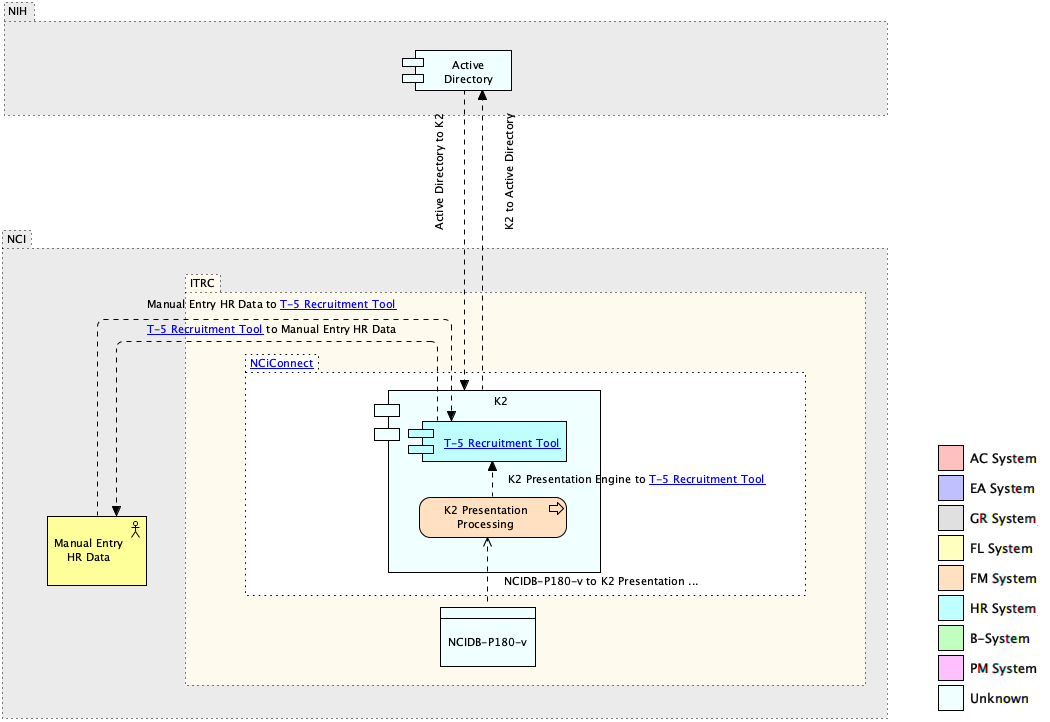 NIH
Active
Directory
Active Directory to K2
K2 to Active Directory
NCI
ITRC
Manual Entry HR Data to T-5 Recruitment Tool
T-5 Recruitment Tool to Manual Entry HR Data
NCiConnect
K2
T-5 Recruitment Tool
K2 Presentation Engine to T-5 Recruitment Tool
K2 Presentation
Processing
Manual Entry
HR Data
NCIDB-P180-v to K2 Presentation ...
NCIDB-P180-v
AC System
EA System
GR System
FL System
FM System
HR System
B-System
PM System
Unknown